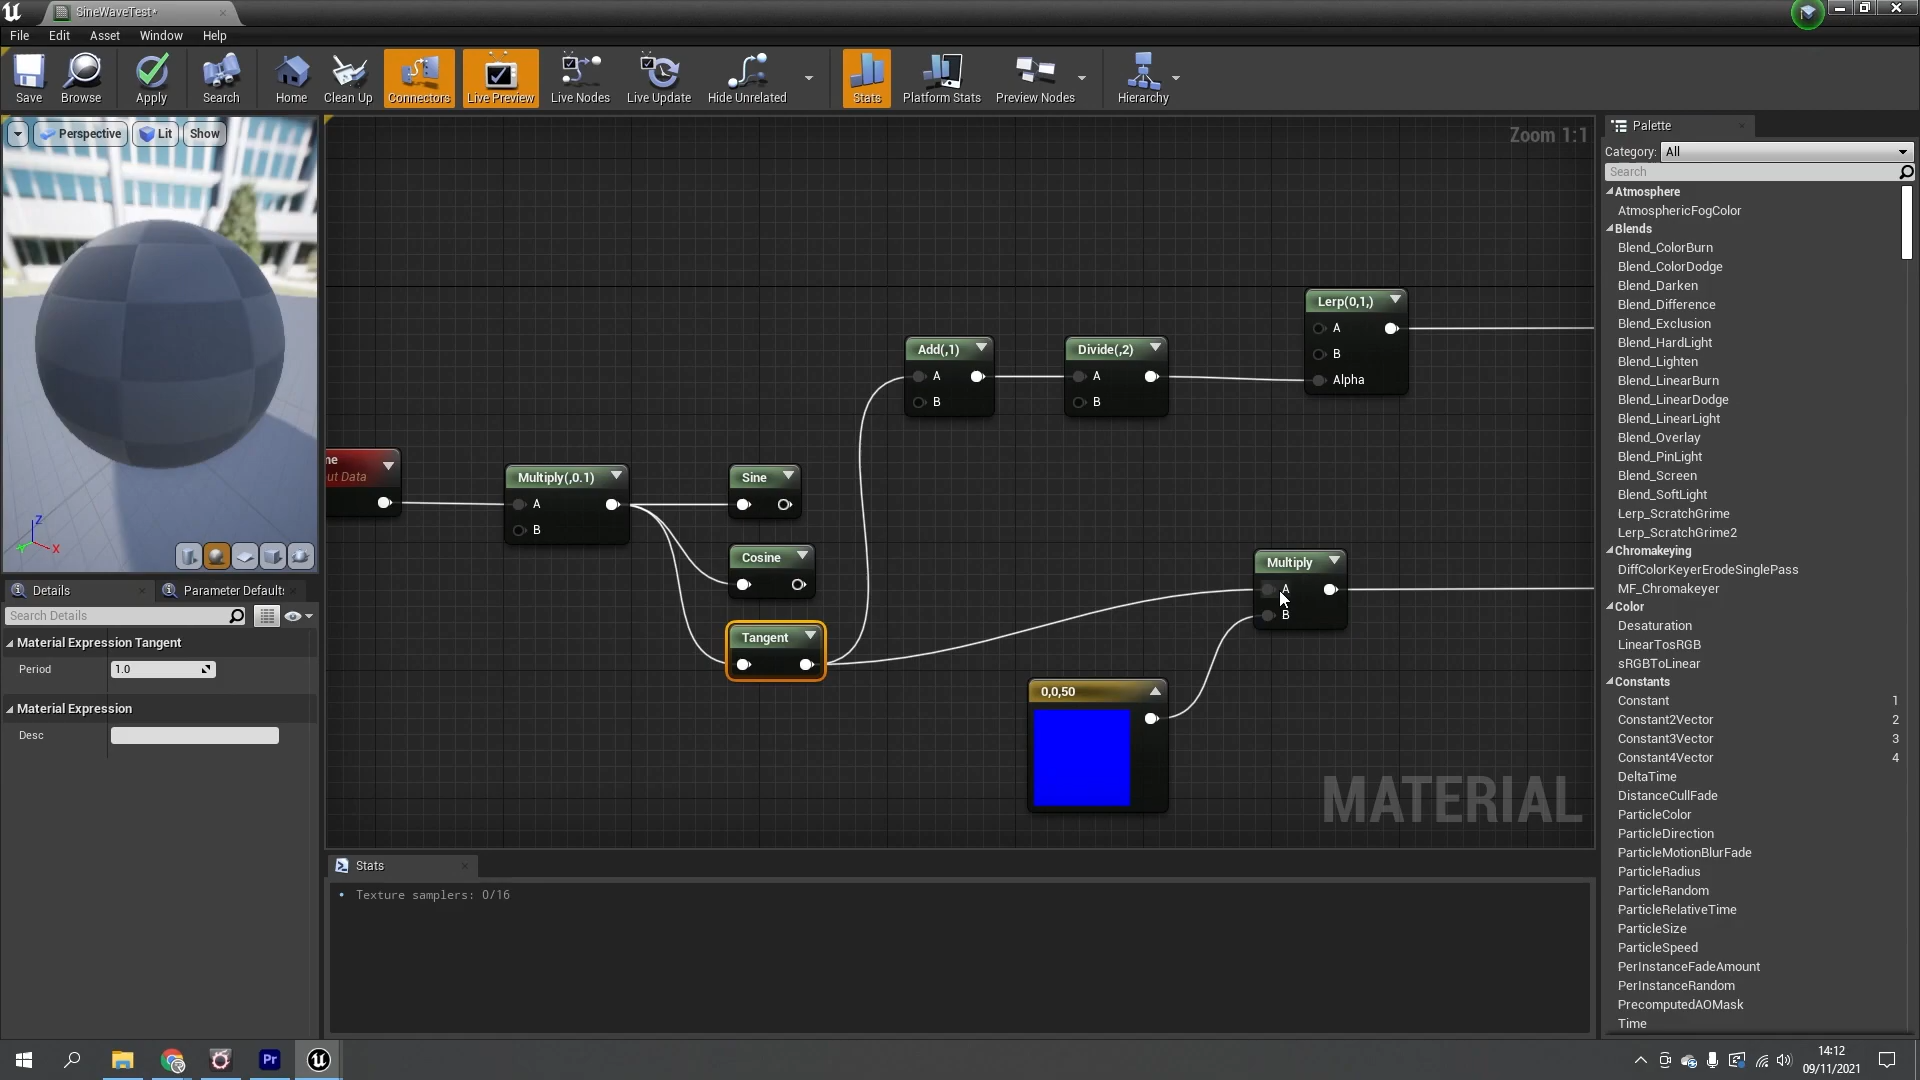 SineWaveTest*
File Edit Asset Window Help
Save Browse Apply Search Home Clean Up Connectors Live Preview Live Nodes Live Update Hide Unrelated Stats Platform Stats Preview Nodes Hierarchy
Perspective Lit Show
Z
X
Y
Details Parameter Default
Search Details
Material Expression Tangent
Period 1.0
Material Expression
Desc
Zoom 1:1
Lerp(0,1,)
A
B
Alpha
Add(,1)
A
B
Divide(,2)
A
B
ne
ut Data
Multiply(,0.1)
A
B
Sine
Cosine
Tangent
Multiply
A
B
0,0,50
MATERIAL
Stats
• Texture samplers: 0/16
Palette
Category: All
Search
Atmosphere
AtmosphericFogColor
Blends
Blend_ColorBurn
Blend_ColorDodge
Blend_Darken
Blend_Difference
Blend_Exclusion
Blend_HardLight
Blend_Lighten
Blend_LinearBurn
Blend_LinearDodge
Blend_LinearLight
Blend_Overlay
Blend_PinLight
Blend_Screen
Blend_SoftLight
Lerp_ScratchGrime
Lerp_ScratchGrime2
Chromakeying
DiffColorKeyerErodeSinglePass
MF_Chromakeyer
Color
Desaturation
LinearTosRGB
sRGBToLinear
Constants
Constant 1
Constant2Vector 2
Constant3Vector 3
Constant4Vector 4
DeltaTime
DistanceCullFade
ParticleColor
ParticleDirection
ParticleMotionBlurFade
ParticleRadius
ParticleRandom
ParticleRelativeTime
ParticleSize
ParticleSpeed
PerInstanceFadeAmount
PerInstanceRandom
PrecomputedAOMask
Time
Pr
14:12
09/11/2021